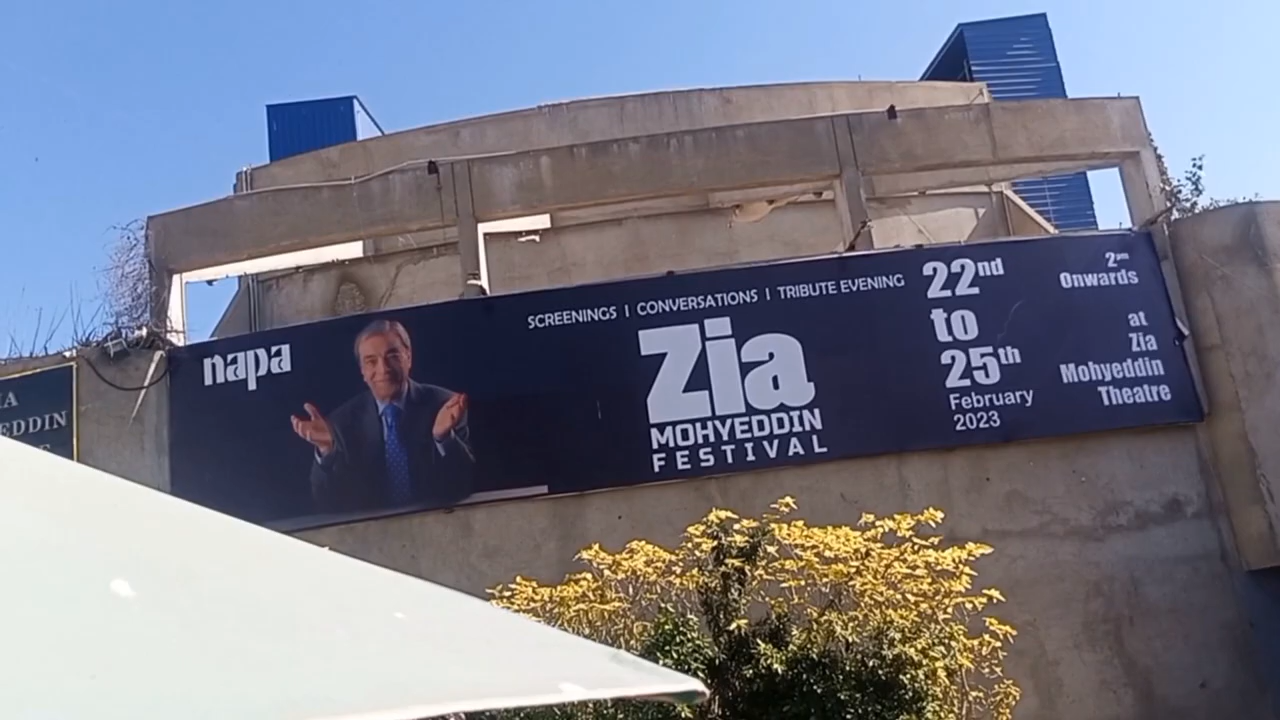 napa
SCREENINGS I CONVERSATIONS I TRIBUTE EVENING
Zia
MOHYEDDIN
FESTIVAL
22nd
to
25th
February
2023
2pm
Onwards
at
Zia
Mohyeddin
Theatre